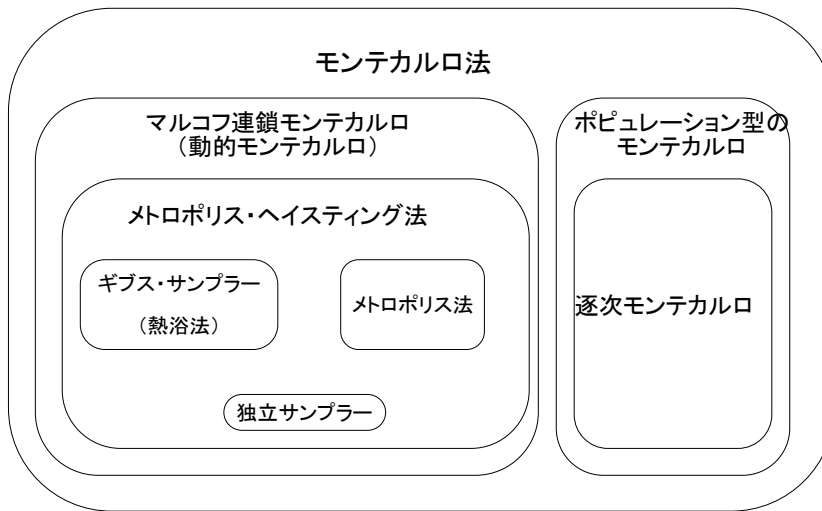 モンテカルロ法
マルコフ連鎖モンテカルロ
（動的モンテカルロ）
メトロポリス・ヘイスティング法
ギブス・サンプラー
（熱浴法）
メトロポリス法
独立サンプラー
ポピュレーション型の
モンテカルロ
逐次モンテカルロ